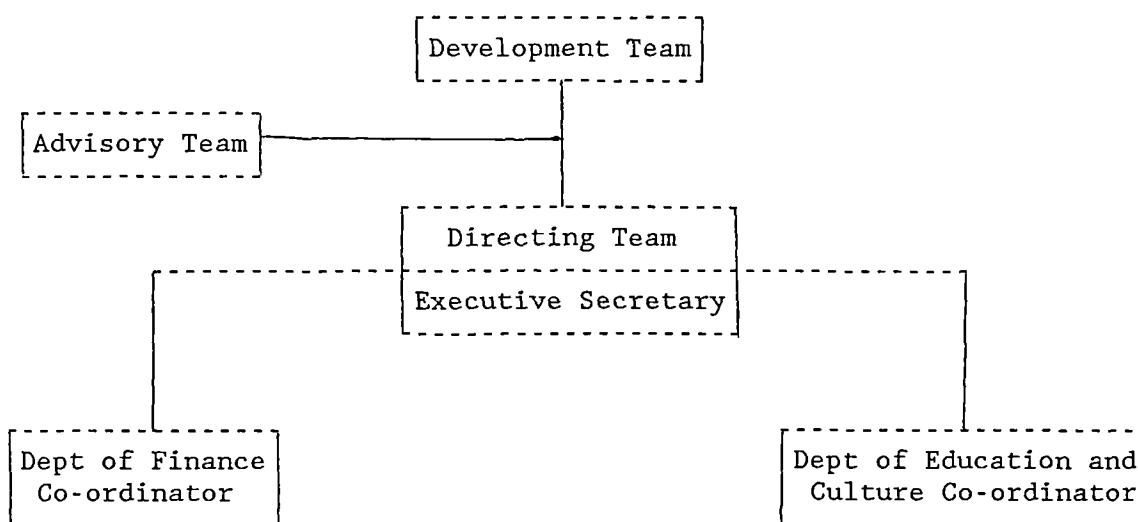 Development Team
Advisory Team
Directing Team
Executive Secretary
Dept of Finance
Co-ordinator
Dept of Education and
Culture Co-ordinator